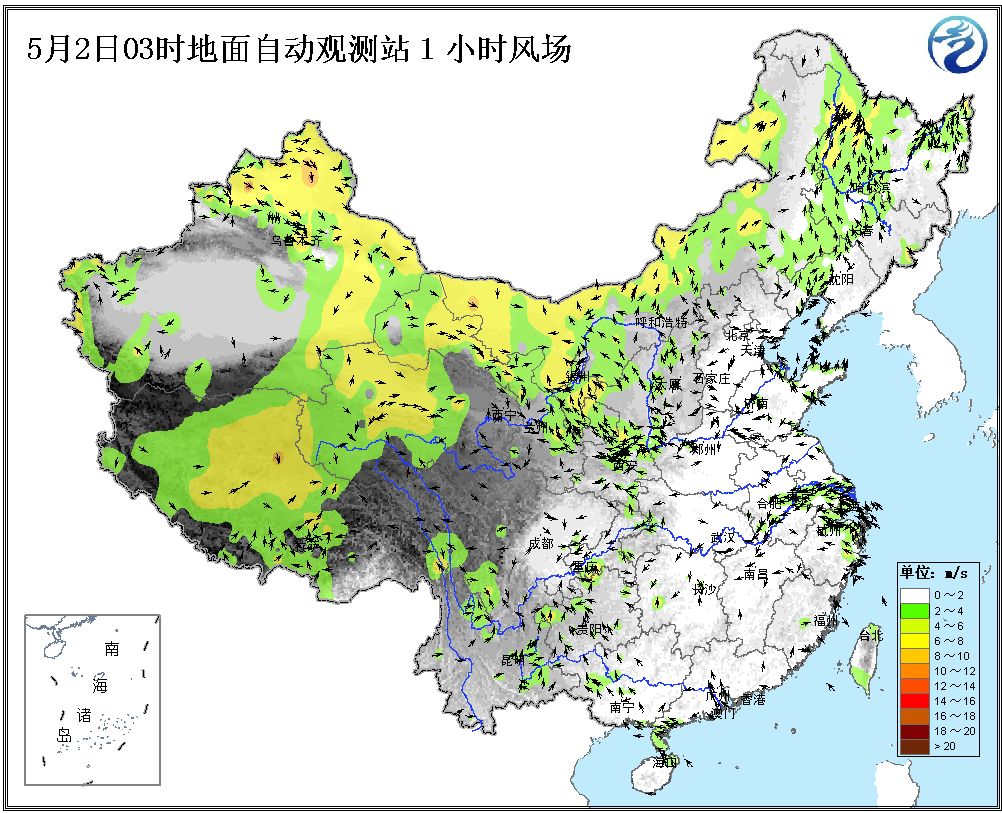 5月2日03时地面自动观测站1小时风场
哈尔滨
长春
乌鲁木齐
沈阳
呼和浩特
北京
天津
银川
太原
石家庄
西宁
济南
兰州
郑州
西安
合肥
南京
拉萨
成都
武汉
杭州
重庆
南昌
长沙
贵阳
福州
台北
昆明
广州
香港
南宁
澳门
海口
南
海
诸
岛
单位: m/s
0～2
2～4
4～6
6～8
8～10
10～12
12～14
14～16
16～18
18～20
＞20